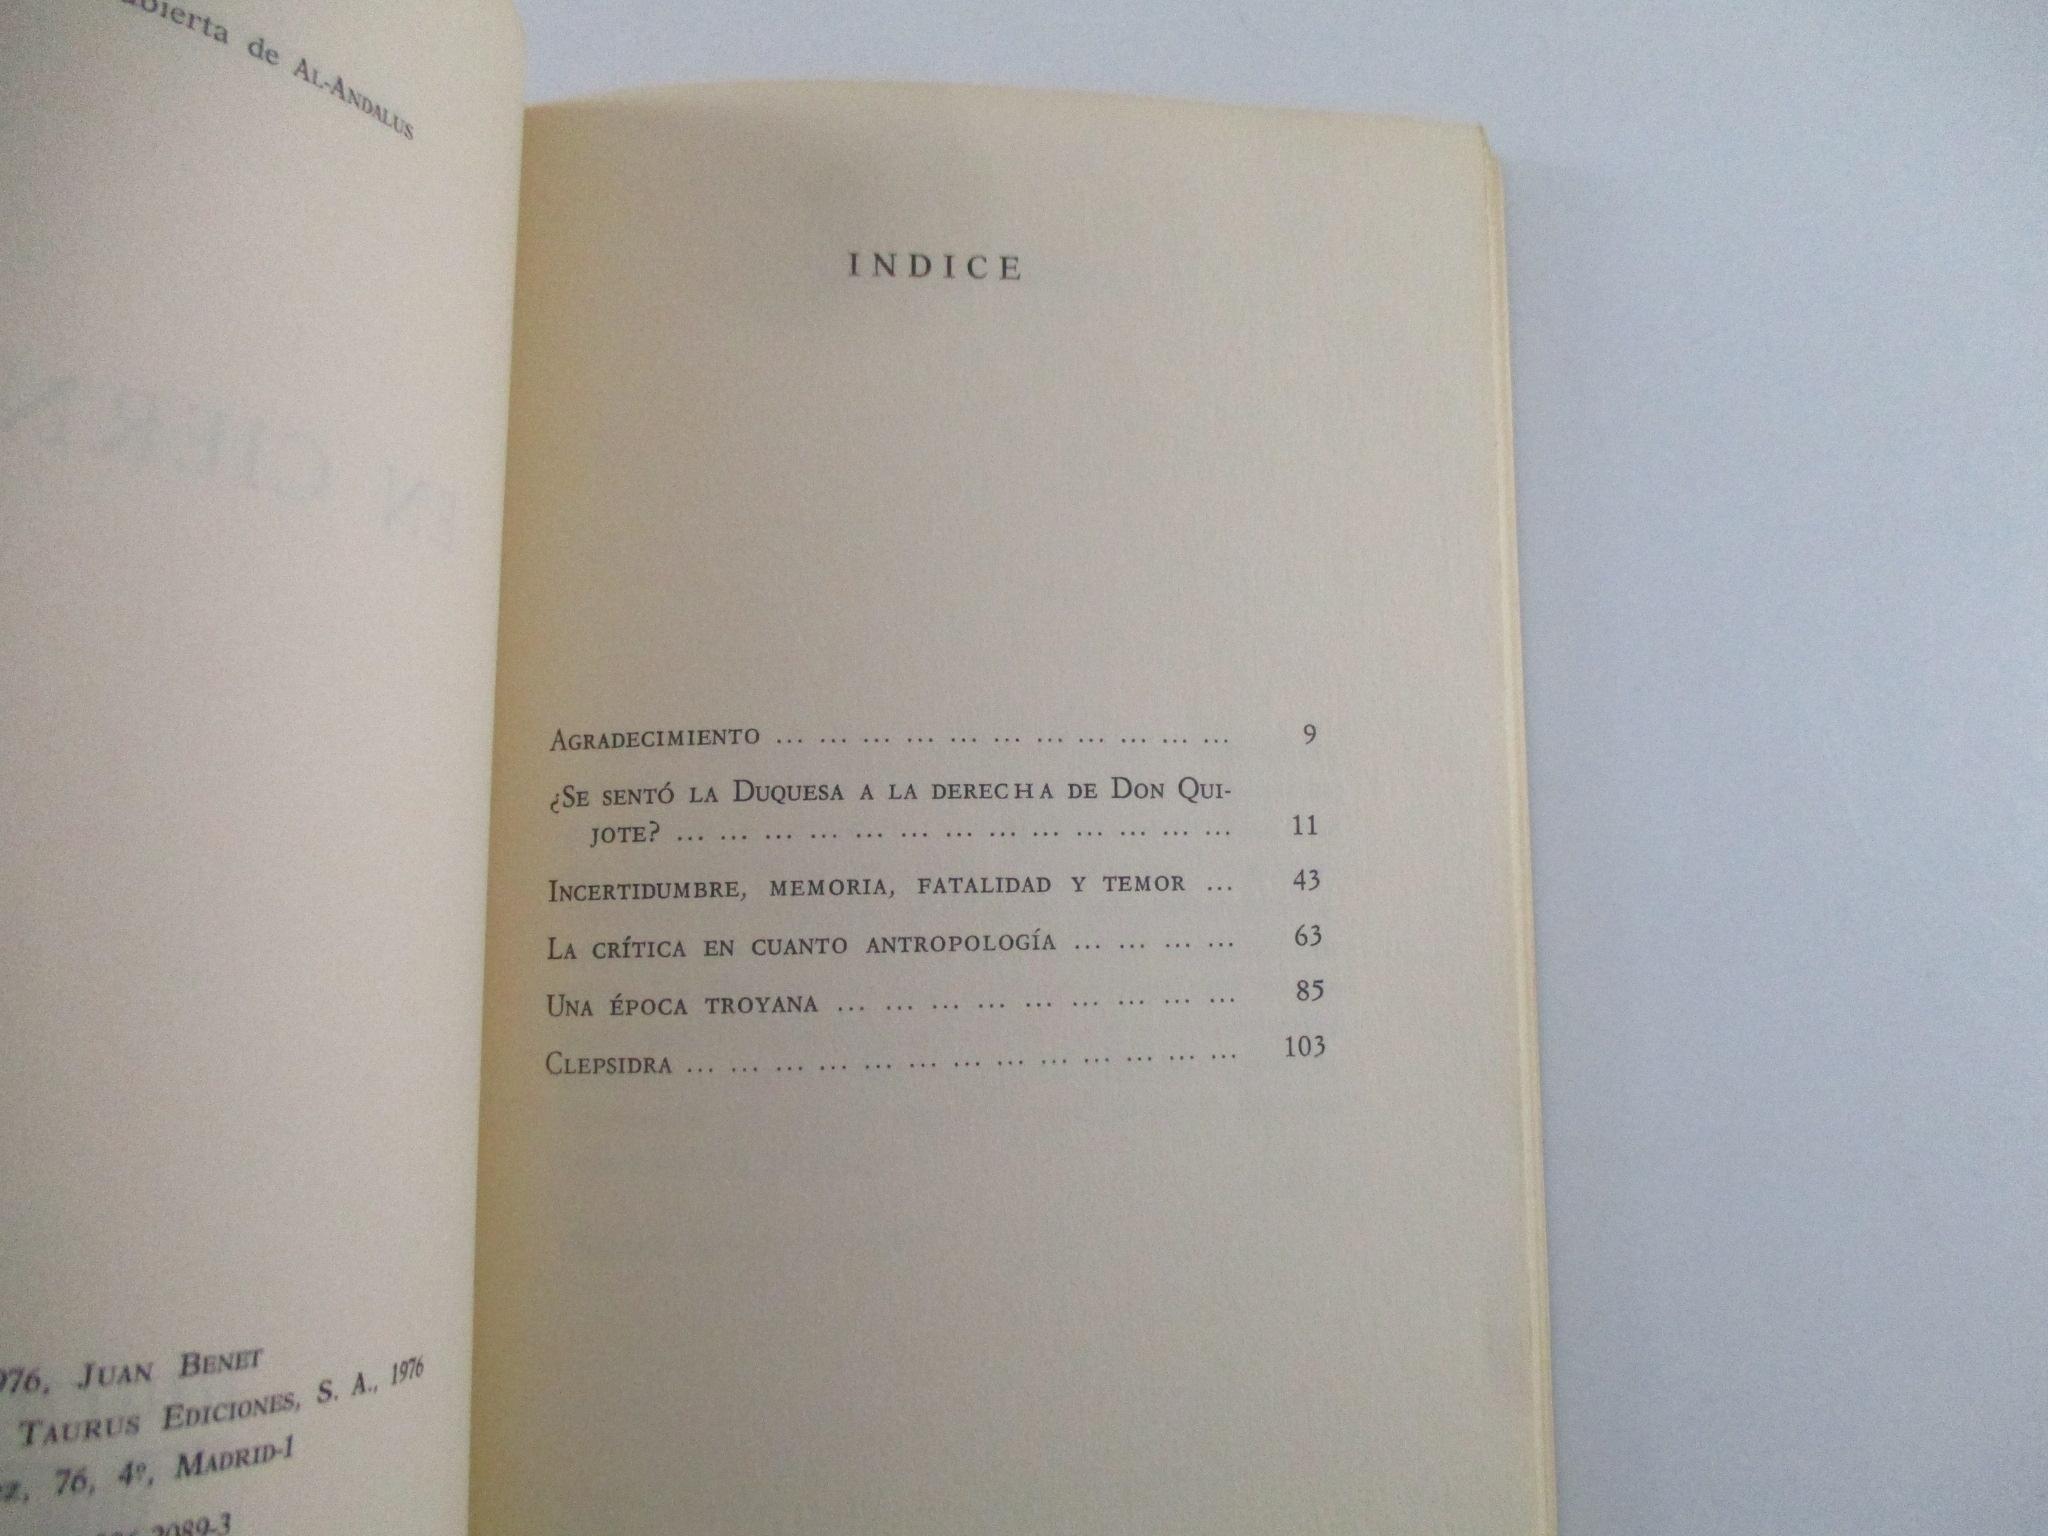 de AL-ANDALUS
976, JUAN BENET
TAURUS EDICIONES, S. A., 1976
76, 4º, MADRID-1
2089-3
INDICE
AGRADECIMIENTO ... ... ... ... ... ... ... ... ... ... ... 9
¿SE SENTÓ LA DUQUESA A LA DERECHA DE DON QUI-
JOTE? ... ... ... ... ... ... ... ... ... ... ... ... ... 11
INCERTIDUMBRE, MEMORIA, FATALIDAD Y TEMOR ... 43
LA CRÍTICA EN CUANTO ANTROPOLOGÍA ... ... ... ... 63
UNA ÉPOCA TROYANA ... ... ... ... ... ... ... ... ... 85
CLEPSIDRA ... ... ... ... ... ... ... ... ... ... ... ... ... 103